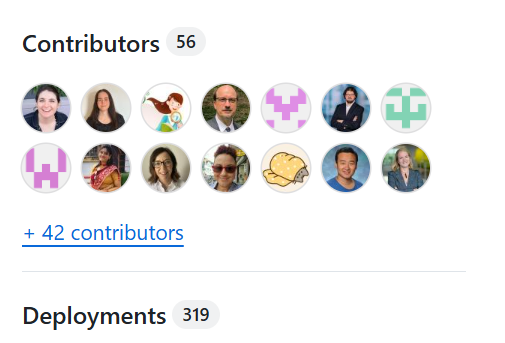 Contributors 56
+ 42 contributors
Deployments 319